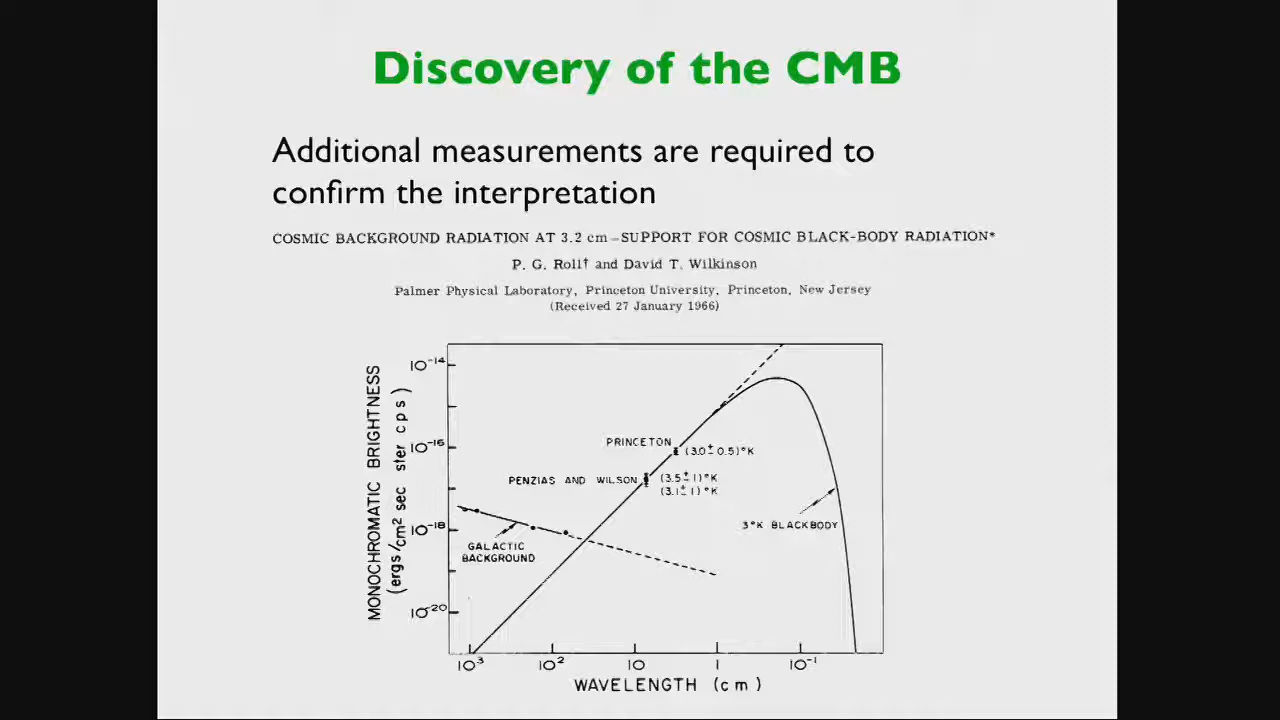 Discovery of the CMB
Additional measurements are required to
confirm the interpretation
COSMIC BACKGROUND RADIATION AT 3.2 cm–SUPPORT FOR COSMIC BLACK-BODY RADIATION*
P. G. Roll† and David T. Wilkinson
Palmer Physical Laboratory, Princeton University, Princeton, New Jersey
(Received 27 January 1966)
MONOCHROMATIC BRIGHTNESS
(ergs/cm² sec ster cps)
10⁻¹⁴
10⁻¹⁶
10⁻¹⁸
10⁻²⁰
PRINCETON
(3.0±0.5)°K
PENZIAS AND WILSON
(3.5±1)°K
(3.1±1)°K
3°K BLACKBODY
GALACTIC
BACKGROUND
10³ 10² 10 1 10⁻¹
WAVELENGTH (cm)